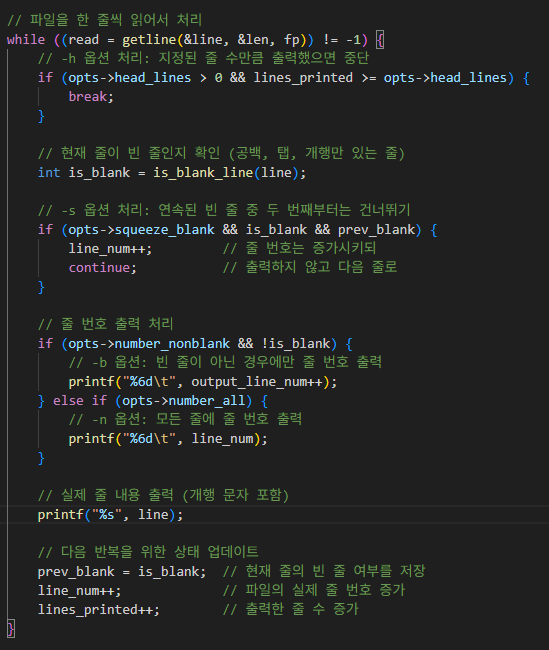 // 파일을 한 줄씩 읽어서 처리
while ((read = getline(&line, &len, fp)) != -1) {
    // -h 옵션 처리: 지정된 줄 수만큼 출력했으면 중단
    if (opts->head_lines > 0 && lines_printed >= opts->head_lines) {
        break;
    }

    // 현재 줄이 빈 줄인지 확인 (공백, 탭, 개행만 있는 줄)
    int is_blank = is_blank_line(line);

    // -s 옵션 처리: 연속된 빈 줄 중 두 번째부터는 건너뛰기
    if (opts->squeeze_blank && is_blank && prev_blank) {
        line_num++;         // 줄 번호는 증가시키되
        continue;           // 출력하지 않고 다음 줄로
    }

    // 줄 번호 출력 처리
    if (opts->number_nonblank && !is_blank) {
        // -b 옵션: 빈 줄이 아닌 경우에만 줄 번호 출력
        printf("%6d\t", output_line_num++);
    } else if (opts->number_all) {
        // -n 옵션: 모든 줄에 줄 번호 출력
        printf("%6d\t", line_num);
    }

    // 실제 줄 내용 출력 (개행 문자 포함)
    printf("%s", line);

    // 다음 반복을 위한 상태 업데이트
    prev_blank = is_blank;  // 현재 줄의 빈 줄 여부를 저장
    line_num++;             // 파일의 실제 줄 번호 증가
    lines_printed++;        // 출력한 줄 수 증가
}